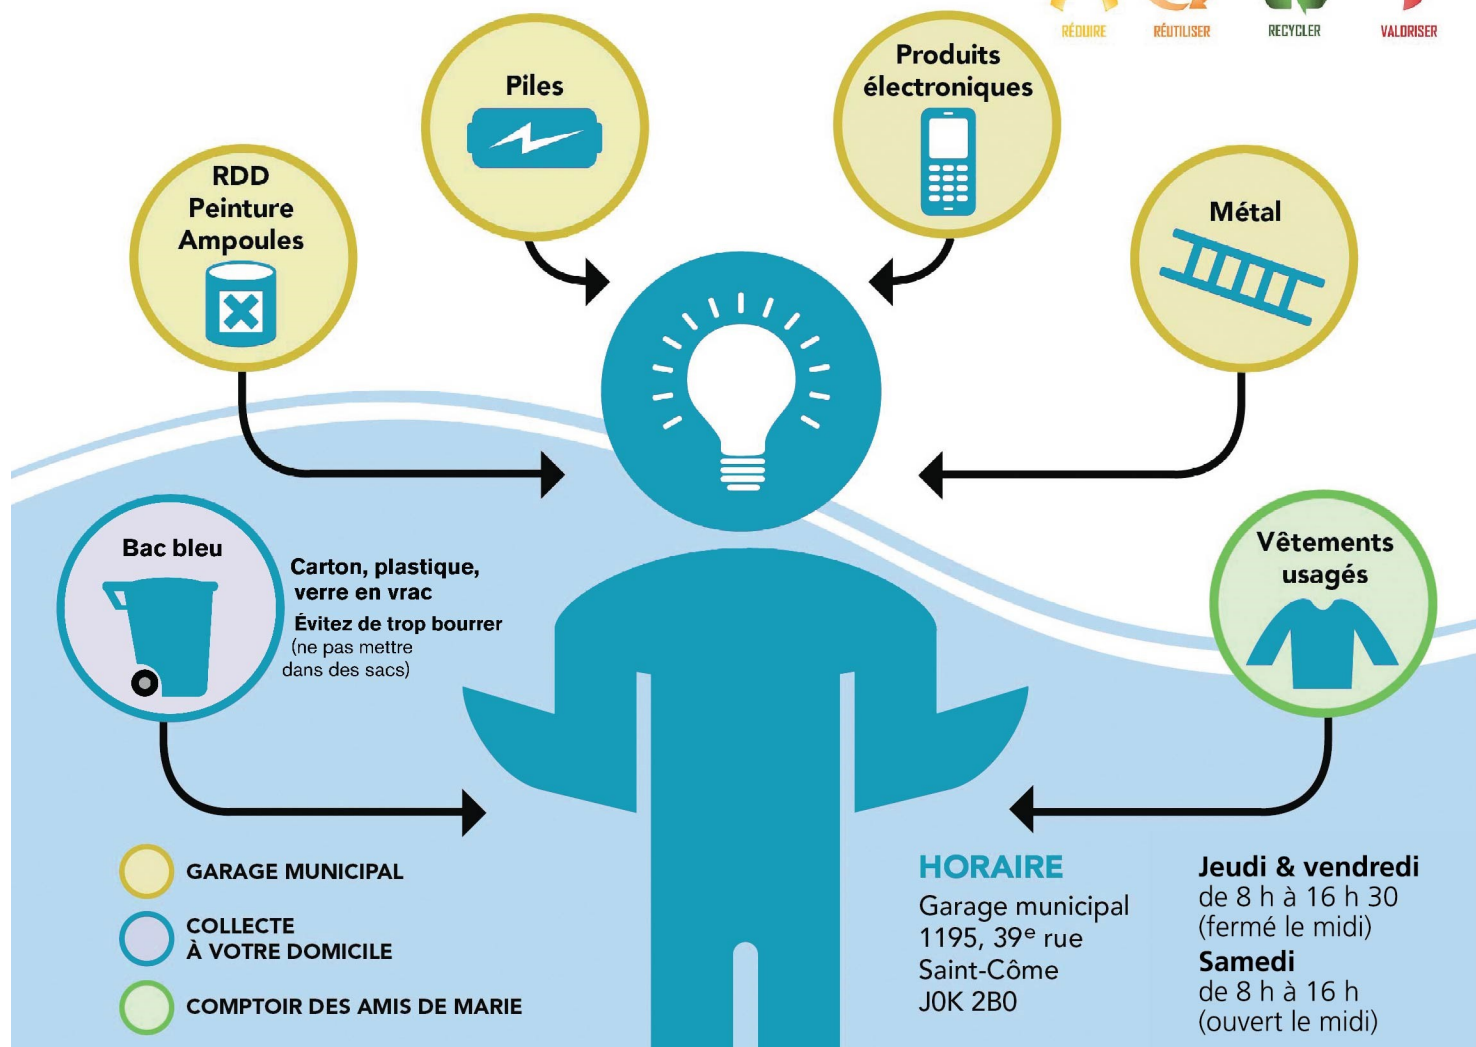 RÉDUIRE
RÉUTILISER
RECYCLER
VALORISER
Piles
Produits
électroniques
RDD
Peinture
Ampoules
Métal
Bac bleu
Carton, plastique,
verre en vrac
Évitez de trop bourrer
(ne pas mettre
dans des sacs)
Vêtements
usagés
GARAGE MUNICIPAL
COLLECTE
À VOTRE DOMICILE
COMPTOIR DES AMIS DE MARIE
HORAIRE
Garage municipal
1195, 39e rue
Saint-Côme
J0K 2B0
Jeudi & vendredi
de 8 h à 16 h 30
(fermé le midi)
Samedi
de 8 h à 16 h
(ouvert le midi)